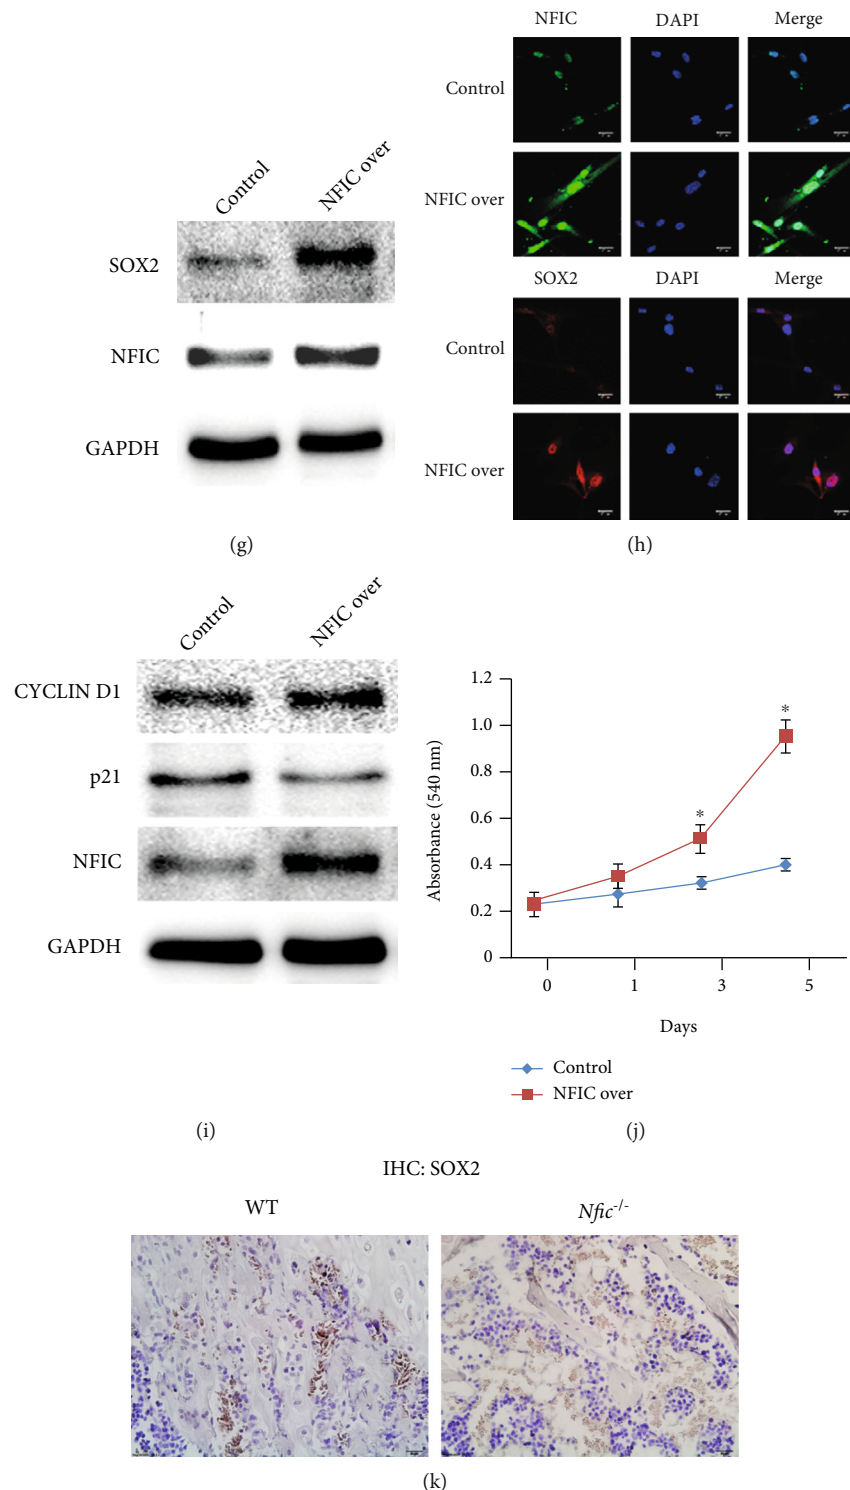 Control
NFIC over
SOX2
NFIC
GAPDH
(g)
NFIC DAPI Merge
Control
NFIC over
SOX2 DAPI Merge
Control
NFIC over
(h)
Control
NFIC over
CYCLIN D1
p21
NFIC
GAPDH
(i)
Absorbance (540 nm)
1.2
1.0
0.8
0.6
0.4
0.2
0
*
*
0 1 3 5
Days
Control
NFIC over
(j)
IHC: SOX2
WT
Nfic-/-
(k)